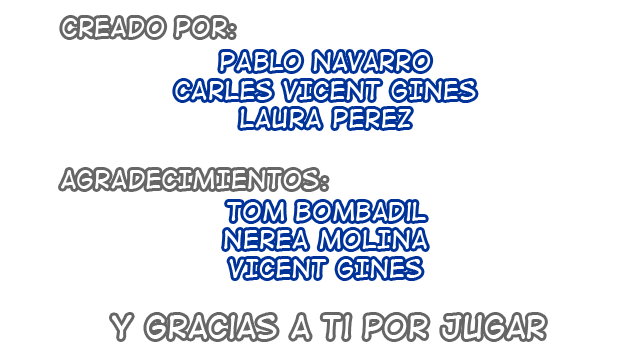 CREADO POR:
PABLO NAVARRO
CARLES VICENT GINES
LAURA PEREZ
AGRADECIMIENTOS:
TOM BOMBADIL
NEREA MOLINA
VICENT GINES
Y GRACIAS A TI POR JUGAR